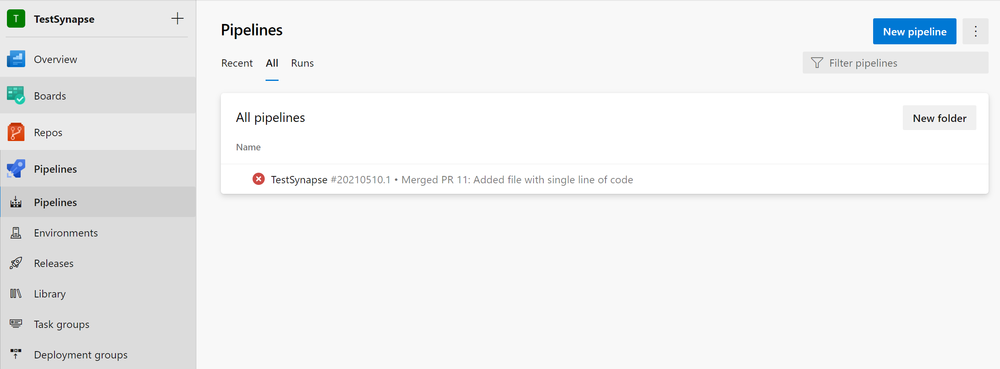 T TestSynapse
Overview
Boards
Repos
Pipelines
Pipelines
Environments
Releases
Library
Task groups
Deployment groups
Pipelines
New pipeline
Recent All Runs
Filter pipelines
All pipelines
New folder
Name
TestSynapse #20210510.1 • Merged PR 11: Added file with single line of code